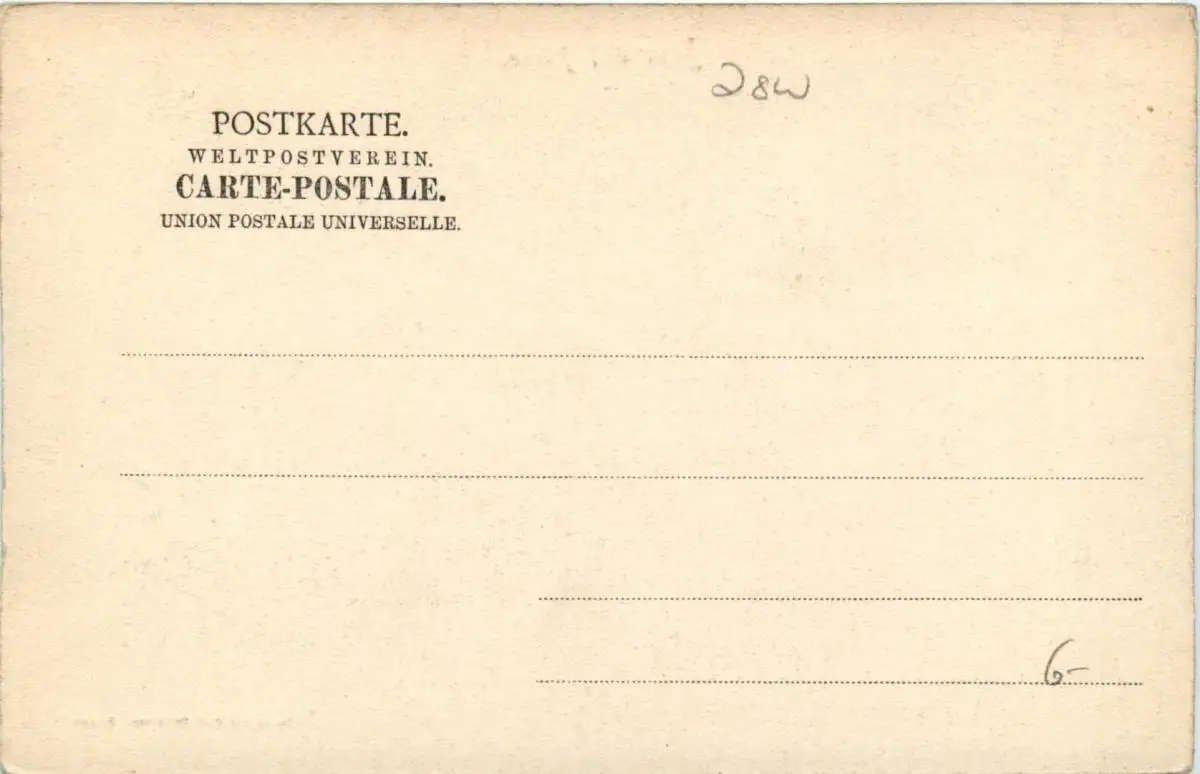 28W
POSTKARTE.
WELTPOSTVEREIN.
CARTE-POSTALE.
UNION POSTALE UNIVERSELLE.
6-